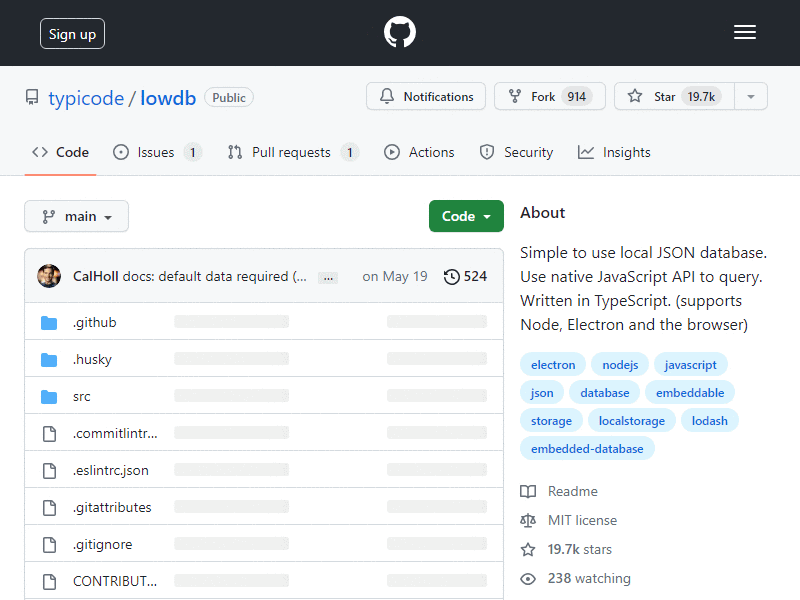 Sign up
typicode / lowdb Public
Notifications Fork 914 Star 19.7k
Code Issues 1 Pull requests 1 Actions Security Insights
main
Code
CalHoll docs: default data required (... ... on May 19 524
.github
.husky
src
.commitlintr...
.eslintrc.json
.gitattributes
.gitignore
CONTRIBUT...
About
Simple to use local JSON database.
Use native JavaScript API to query.
Written in TypeScript. (supports
Node, Electron and the browser)
electron nodejs javascript
json database embeddable
storage localstorage lodash
embedded-database
Readme
MIT license
19.7k stars
238 watching